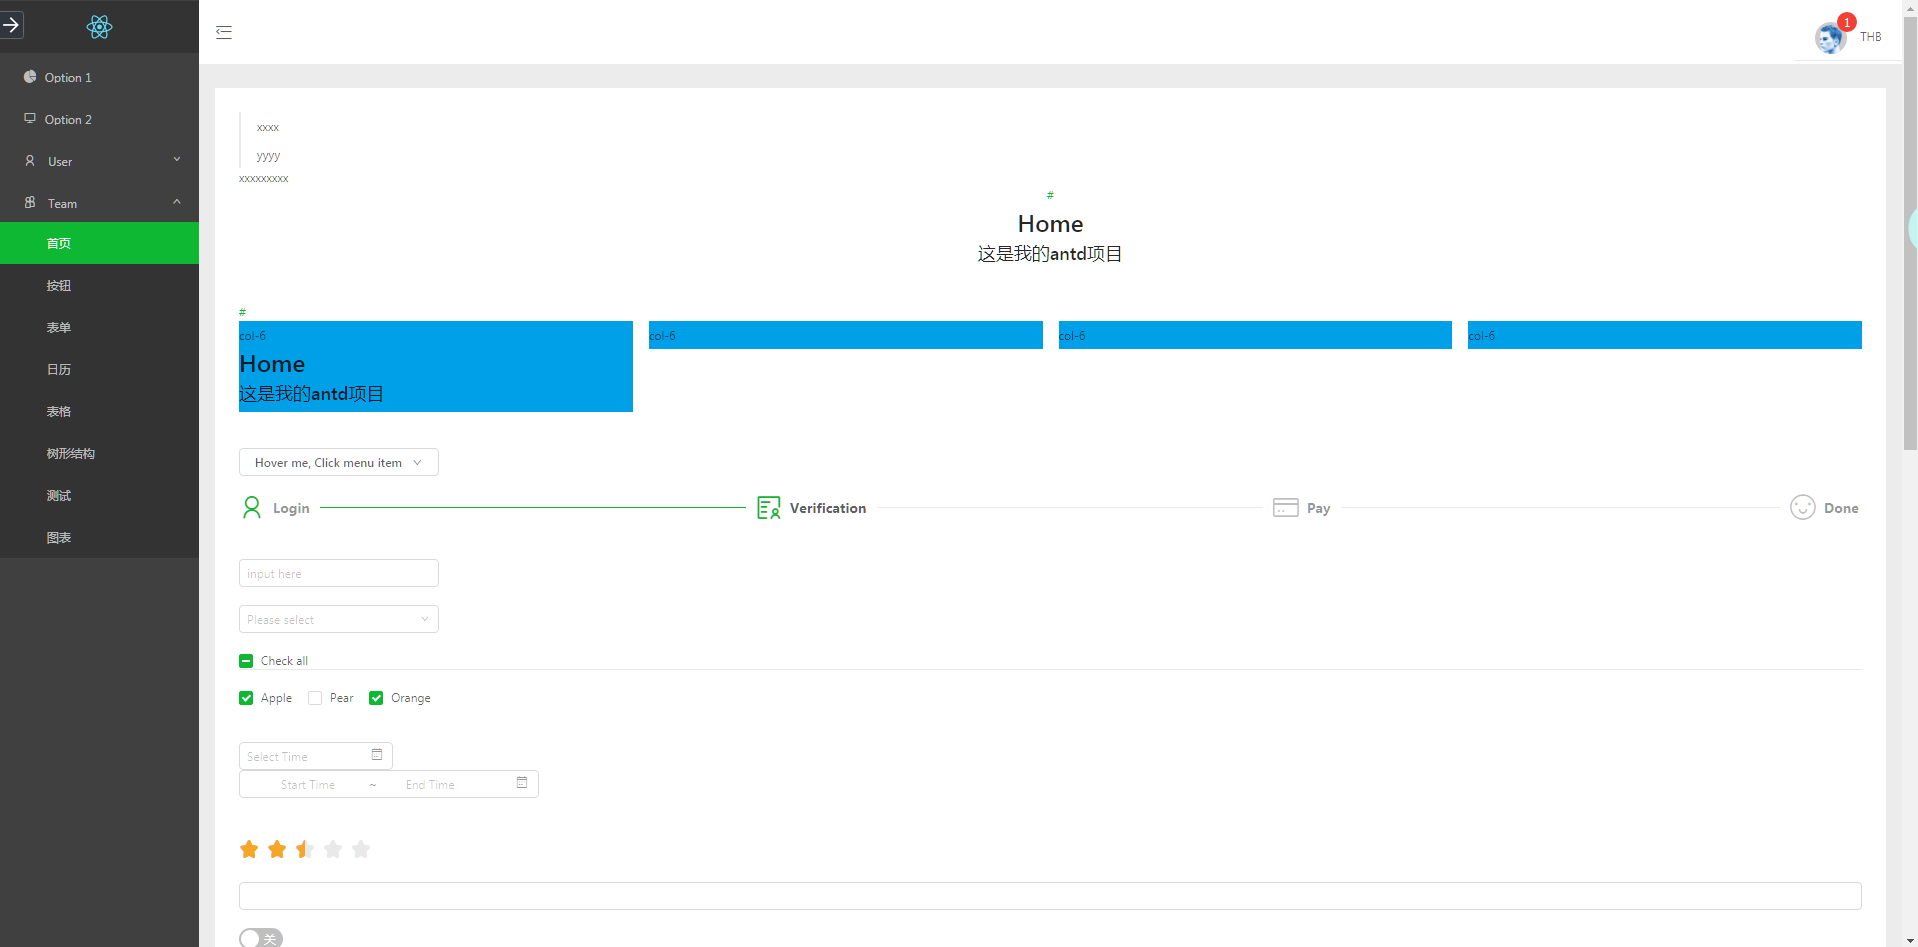 1
THB
Option 1
Option 2
User
Team
首页
按钮
表单
日历
表格
树形结构
测试
图表
xxxx
yyyy
xxxxxxxxx
#
Home
这是我的antd项目
#
col-6 col-6 col-6 col-6
Home
这是我的antd项目
Hover me, Click menu item
Login Verification Pay Done
input here
Please select
Check all
Apple Pear Orange
Select Time
Start Time ~ End Time
关